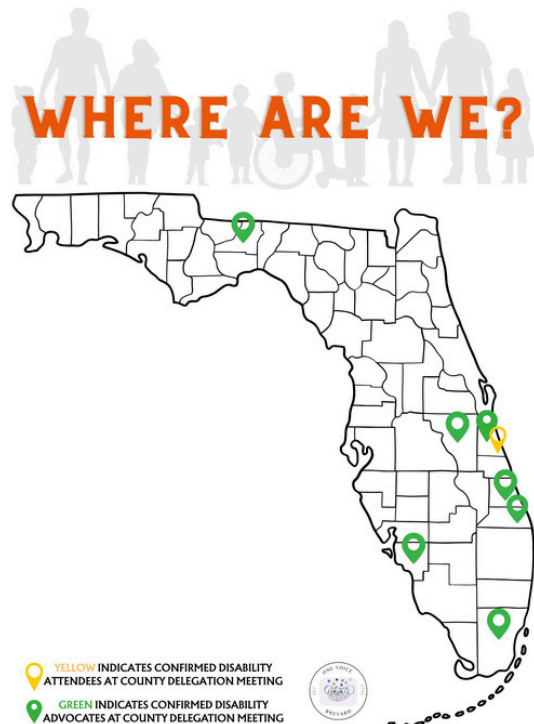 WHERE ARE WE?
YELLOW INDICATES CONFIRMED DISABILITY
ATTENDEES AT COUNTY DELEGATION MEETING
GREEN INDICATES CONFIRMED DISABILITY
ADVOCATES AT COUNTY DELEGATION MEETING
ONE VOICE
BREVARD